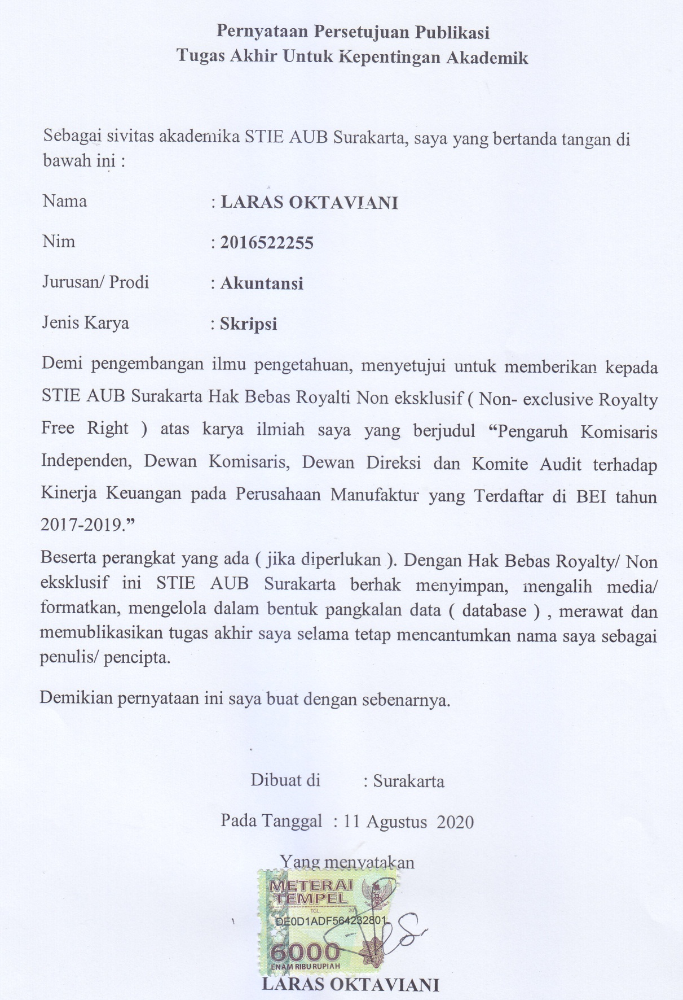 Pernyataan Persetujuan Publikasi
Tugas Akhir Untuk Kepentingan Akademik
Sebagai sivitas akademika STIE AUB Surakarta, saya yang bertanda tangan di
bawah ini :
Nama : LARAS OKTAVIANI
Nim : 2016522255
Jurusan/ Prodi : Akuntansi
Jenis Karya : Skripsi
Demi pengembangan ilmu pengetahuan, menyetujui untuk memberikan kepada
STIE AUB Surakarta Hak Bebas Royalti Non eksklusif ( Non- exclusive Royalty
Free Right ) atas karya ilmiah saya yang berjudul “Pengaruh Komisaris
Independen, Dewan Komisaris, Dewan Direksi dan Komite Audit terhadap
Kinerja Keuangan pada Perusahaan Manufaktur yang Terdaftar di BEI tahun
2017-2019.”
Beserta perangkat yang ada ( jika diperlukan ). Dengan Hak Bebas Royalty/ Non
eksklusif ini STIE AUB Surakarta berhak menyimpan, mengalih media/
formatkan, mengelola dalam bentuk pangkalan data ( database ) , merawat dan
memublikasikan tugas akhir saya selama tetap mencantumkan nama saya sebagai
penulis/ pencipta.
Demikian pernyataan ini saya buat dengan sebenarnya.
Dibuat di : Surakarta
Pada Tanggal : 11 Agustus 2020
Yang menyatakan
METERAI
TEMPEL
TGL. 20
DE0D1ADF564232801
6000
ENAM RIBU RUPIAH
LARAS OKTAVIANI